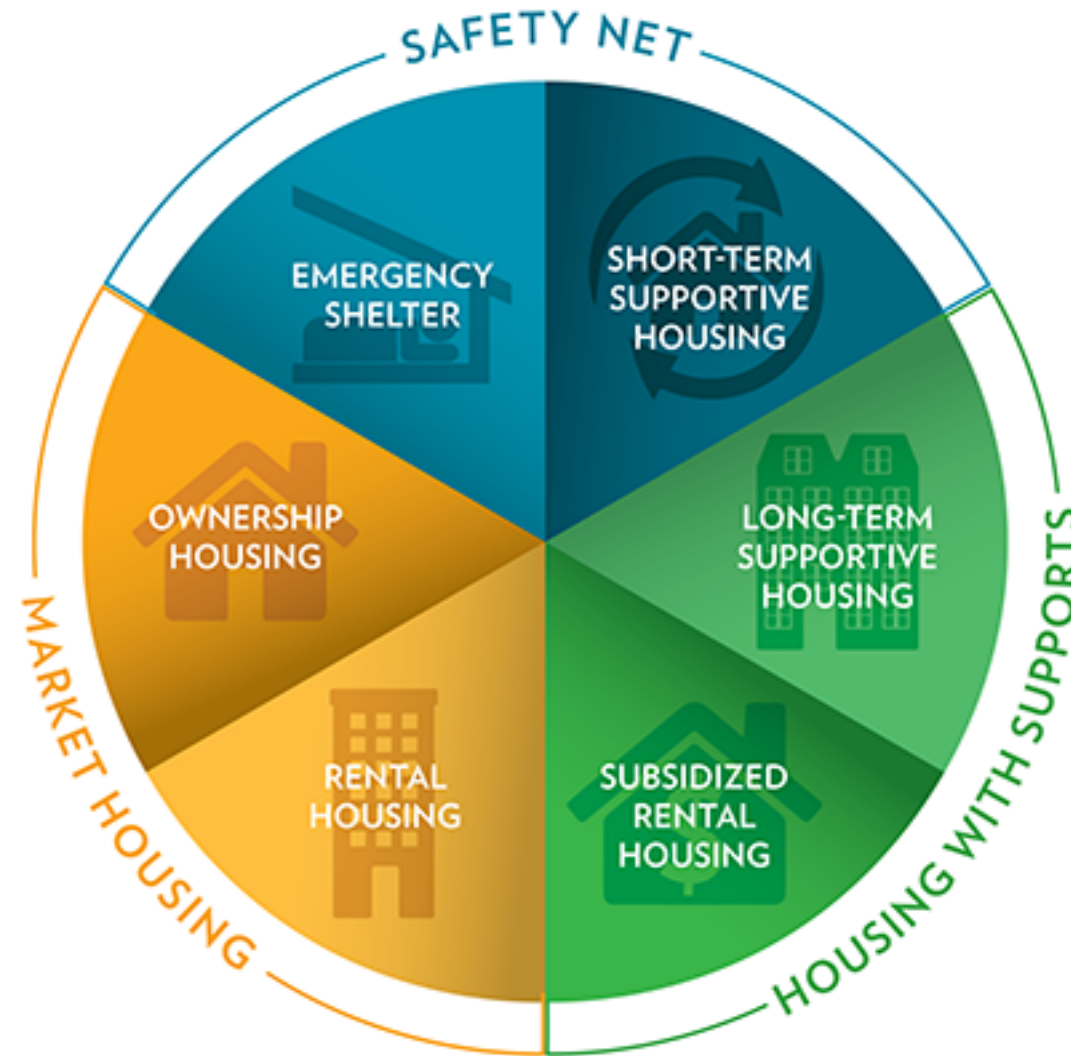 SAFETY NET
EMERGENCY
SHELTER
SHORT-TERM
SUPPORTIVE
HOUSING
OWNERSHIP
HOUSING
LONG-TERM
SUPPORTIVE
HOUSING
RENTAL
HOUSING
SUBSIDIZED
RENTAL
HOUSING
MARKET HOUSING
HOUSING WITH SUPPORTS